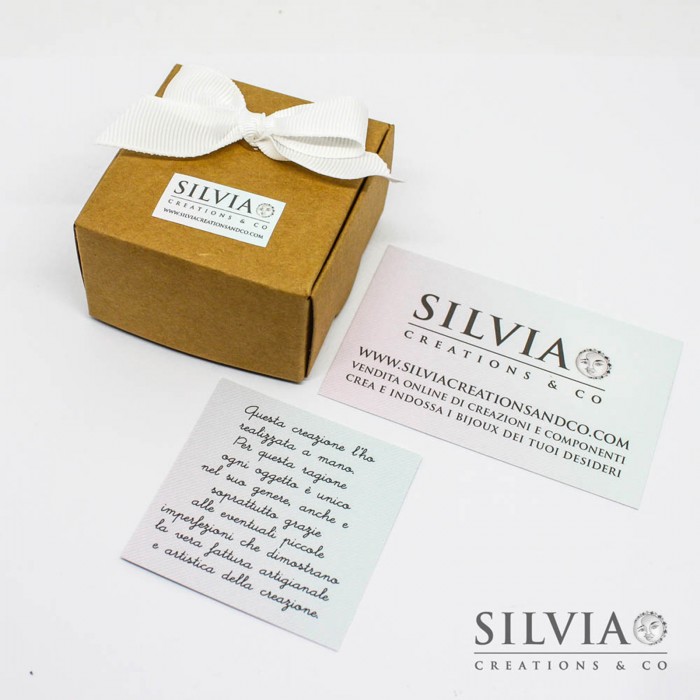 SILVIA
CREATIONS & CO
WWW.SILVIACREATIONSANDCO.COM
SILVIA
CREATIONS & CO
WWW.SILVIACREATIONSANDCO.COM
VENDITA ONLINE DI CREAZIONI E COMPONENTI
CREA E INDOSSA I BIJOUX DEI TUOI DESIDERI
Questa creazione l'ho
realizzata a mano.
Per questa ragione
ogni oggetto è unico
nel suo genere, anche e
soprattutto grazie
alle eventuali piccole
imperfezioni che dimostrano
la vera fattura artigianale
e artistica della creazione.
SILVIA
CREATIONS & CO